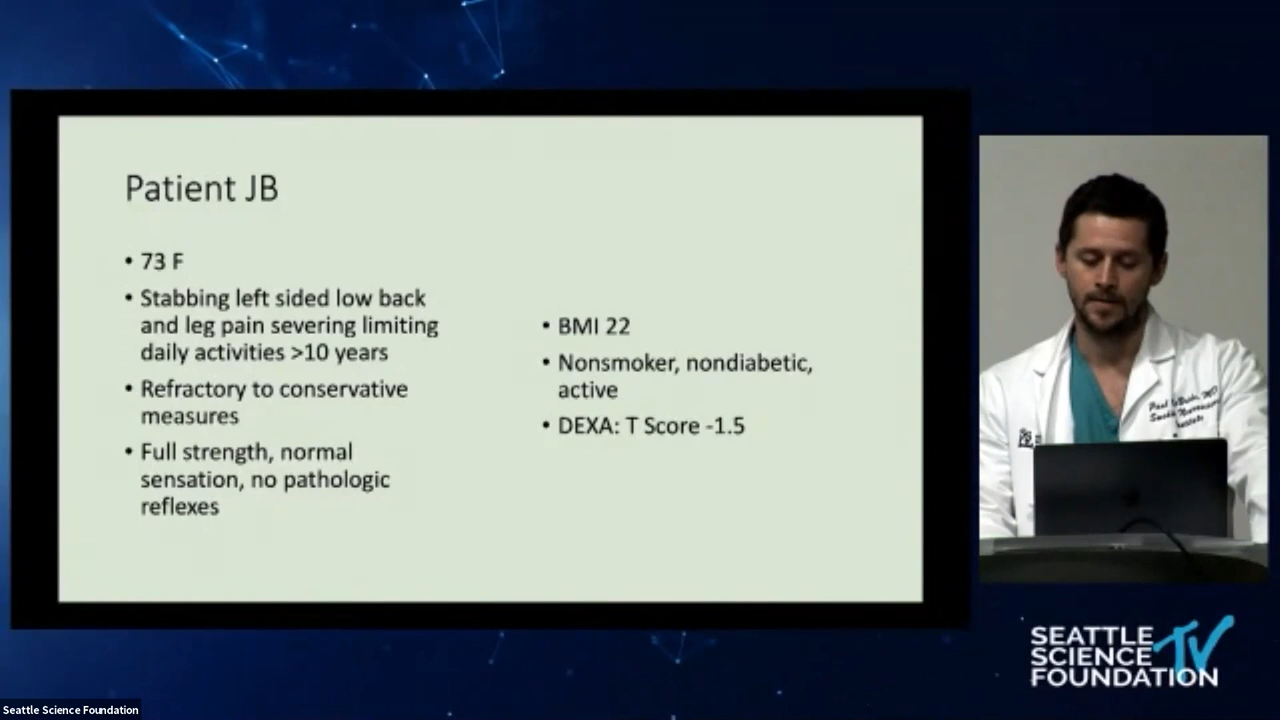 Patient JB
• 73 F
• Stabbing left sided low back
and leg pain severing limiting
daily activities >10 years
• Refractory to conservative
measures
• Full strength, normal
sensation, no pathologic
reflexes
• BMI 22
• Nonsmoker, nondiabetic,
active
• DEXA: T Score -1.5
Paul MD
SEATTLE
SCIENCE TV
FOUNDATION
Seattle Science Foundation